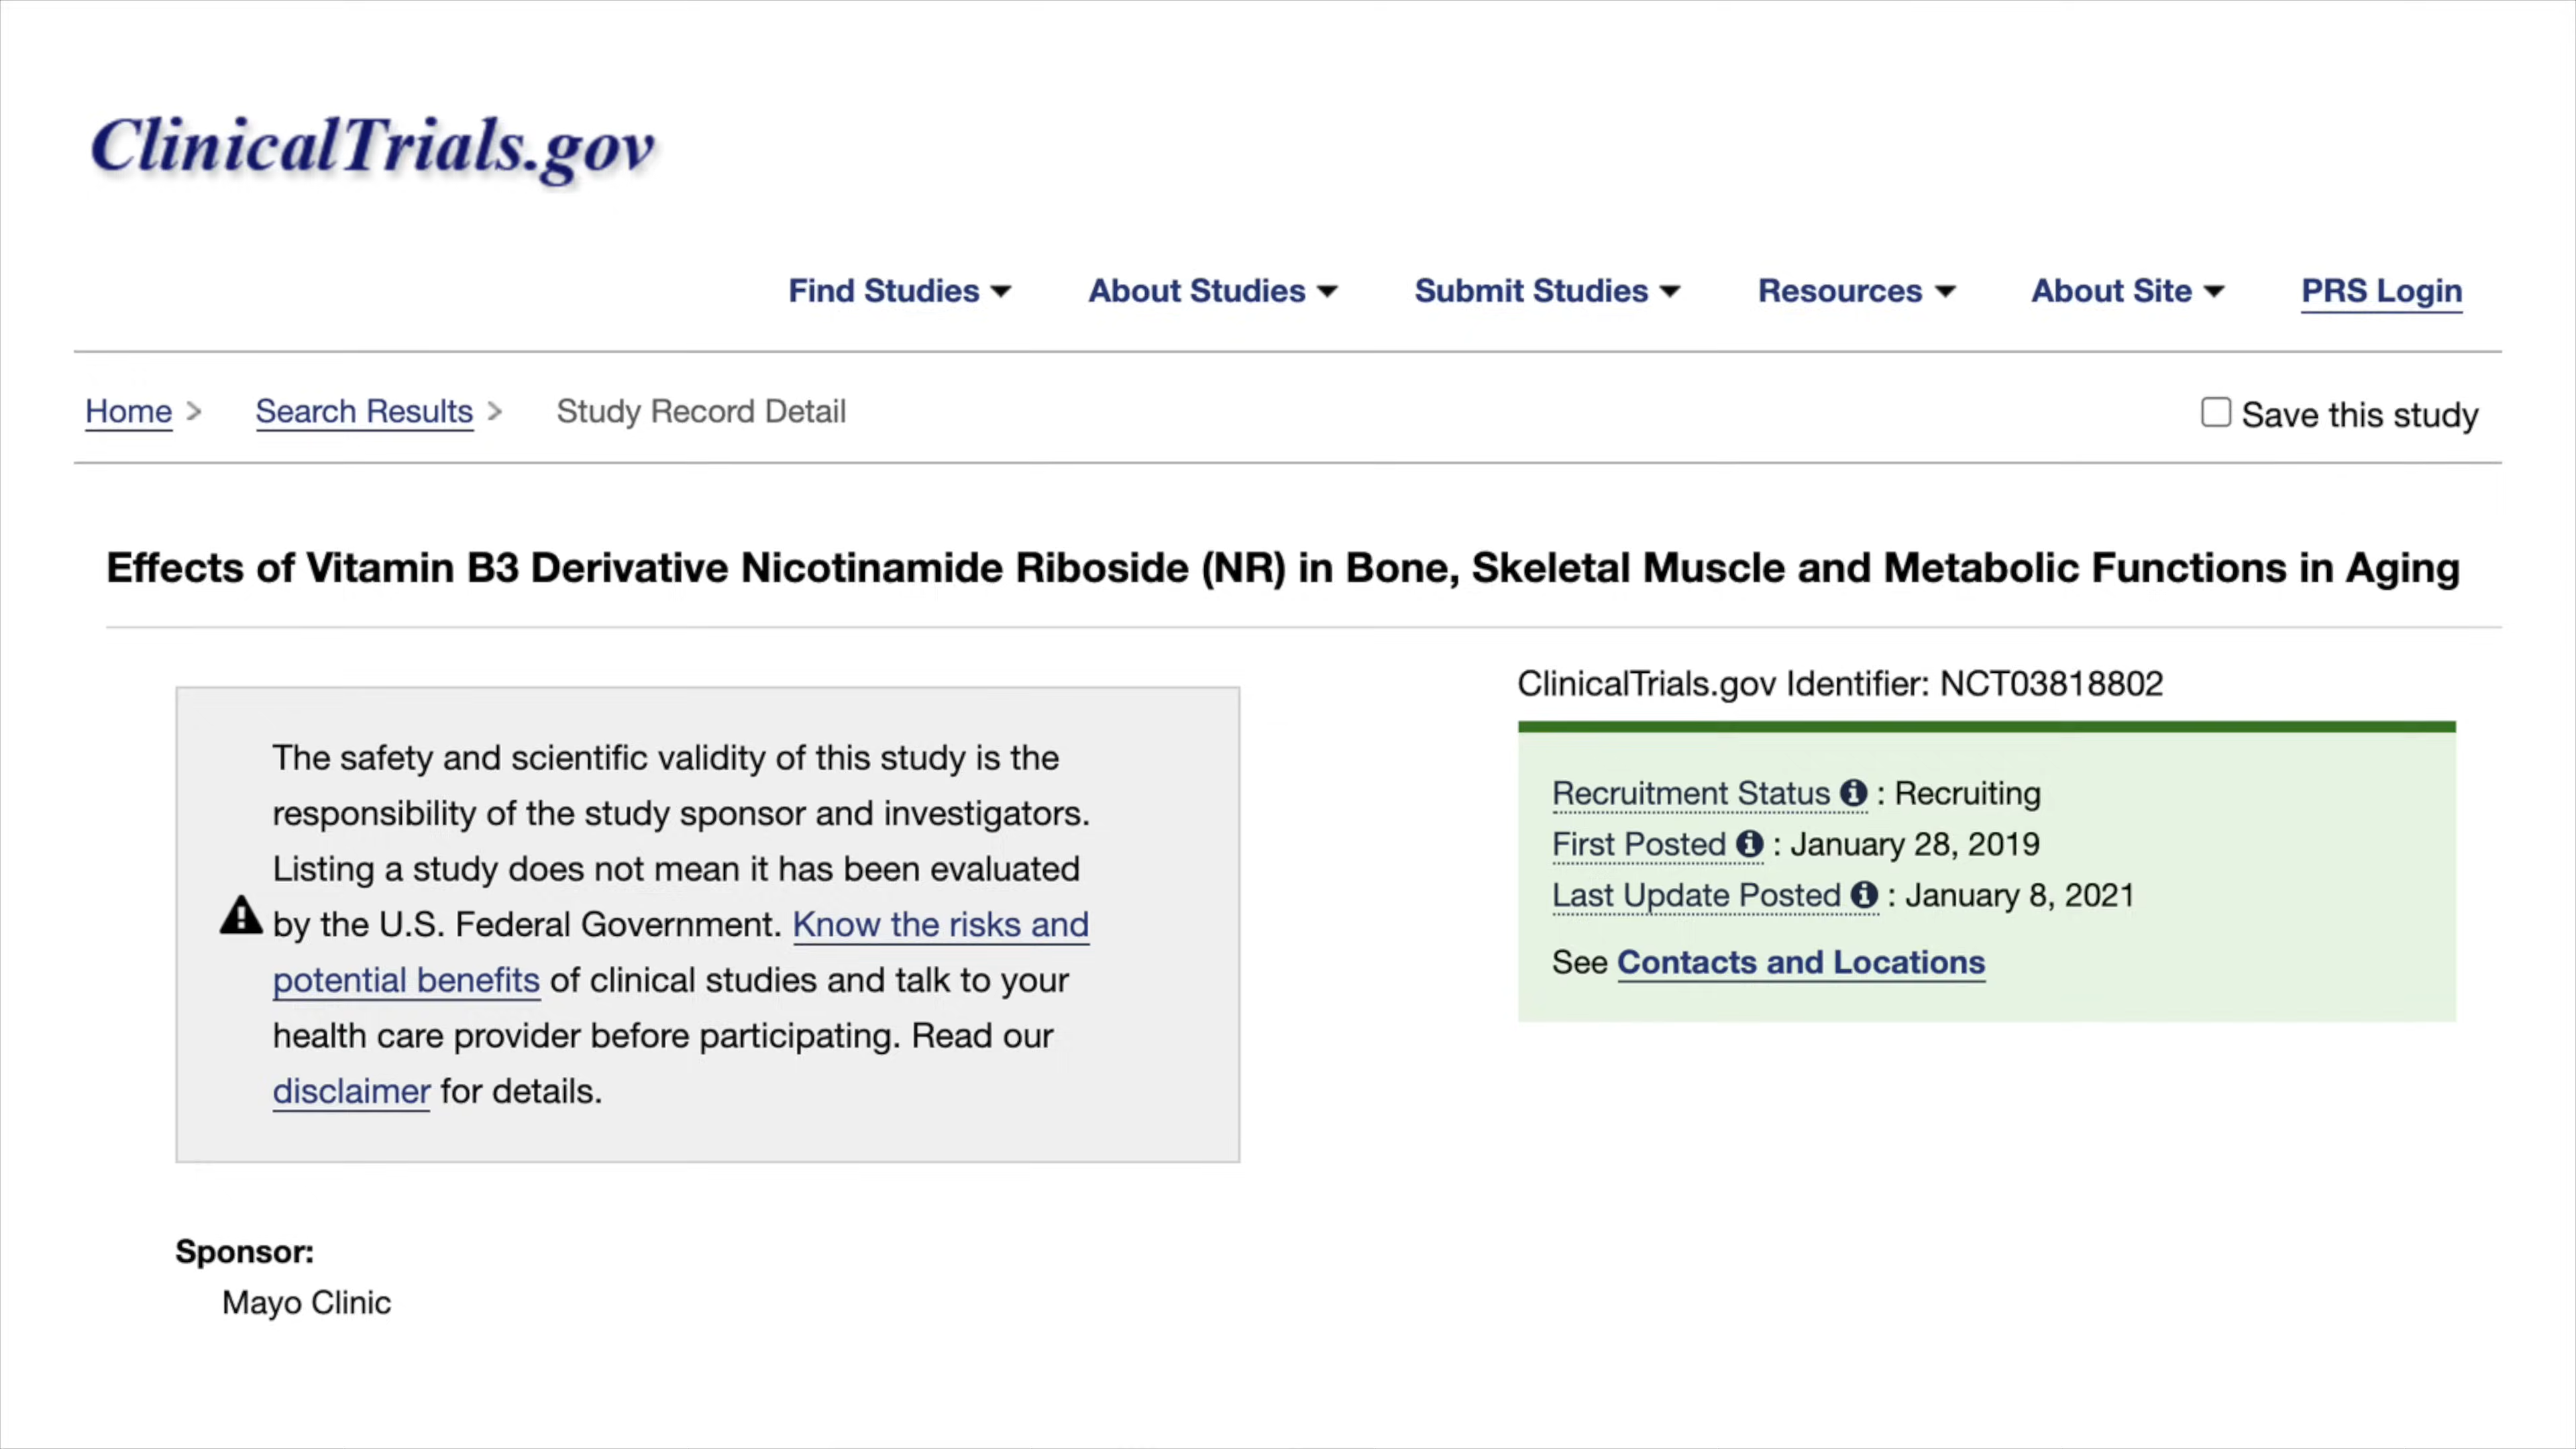 ClinicalTrials.gov
Find Studies About Studies Submit Studies Resources About Site PRS Login
Home > Search Results > Study Record Detail Save this study
Effects of Vitamin B3 Derivative Nicotinamide Riboside (NR) in Bone, Skeletal Muscle and Metabolic Functions in Aging
The safety and scientific validity of this study is the
responsibility of the study sponsor and investigators.
Listing a study does not mean it has been evaluated
by the U.S. Federal Government. Know the risks and
potential benefits of clinical studies and talk to your
health care provider before participating. Read our
disclaimer for details.
ClinicalTrials.gov Identifier: NCT03818802
Recruitment Status : Recruiting
First Posted : January 28, 2019
Last Update Posted : January 8, 2021
See Contacts and Locations
Sponsor:
Mayo Clinic